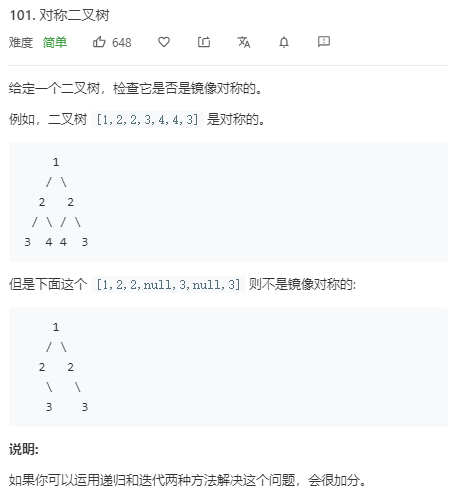 101. 对称二叉树
难度 简单 648
给定一个二叉树，检查它是否是镜像对称的。
例如，二叉树 [1,2,2,3,4,4,3] 是对称的。
1
/ \
2 2
/ \ / \
3 4 4 3
但是下面这个 [1,2,2,null,3,null,3] 则不是镜像对称的:
1
/ \
2 2
\ \
3 3
说明:
如果你可以运用递归和迭代两种方法解决这个问题，会很加分。